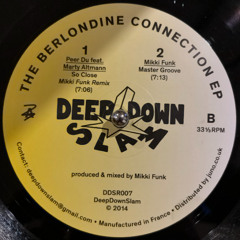 THE BERLONDINE CONNECTION EP
1
Peer Du feat.
Marty Altmann
So Close
Mikki Funk Remix
(7:06)
2
Mikki Funk
Master Groove
(7:13)
DEEP DOWN
SLAM
B
33⅓ RPM
produced & mixed by Mikki Funk
DDSR007
DeepDownSlam
© 2014
Contact: deepdownslam@gmail.com • Manufactured in France • Distributed by juno.co.uk